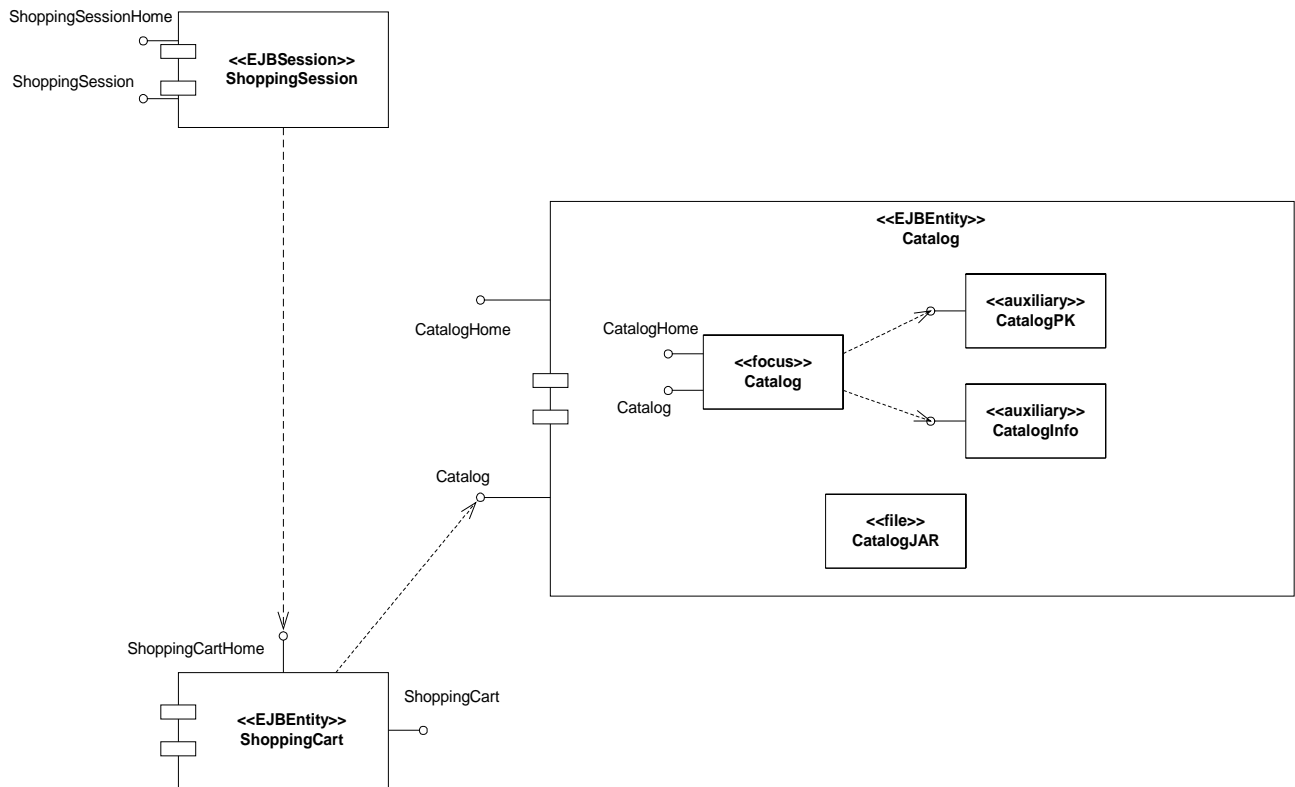 ShoppingSessionHome
<<EJBSession>>
ShoppingSession
ShoppingSession
<<EJBEntity>>
Catalog
<<auxiliary>>
CatalogPK
CatalogHome
CatalogHome
<<focus>>
Catalog
Catalog
<<auxiliary>>
CatalogInfo
Catalog
<<file>>
CatalogJAR
ShoppingCartHome
ShoppingCart
<<EJBEntity>>
ShoppingCart